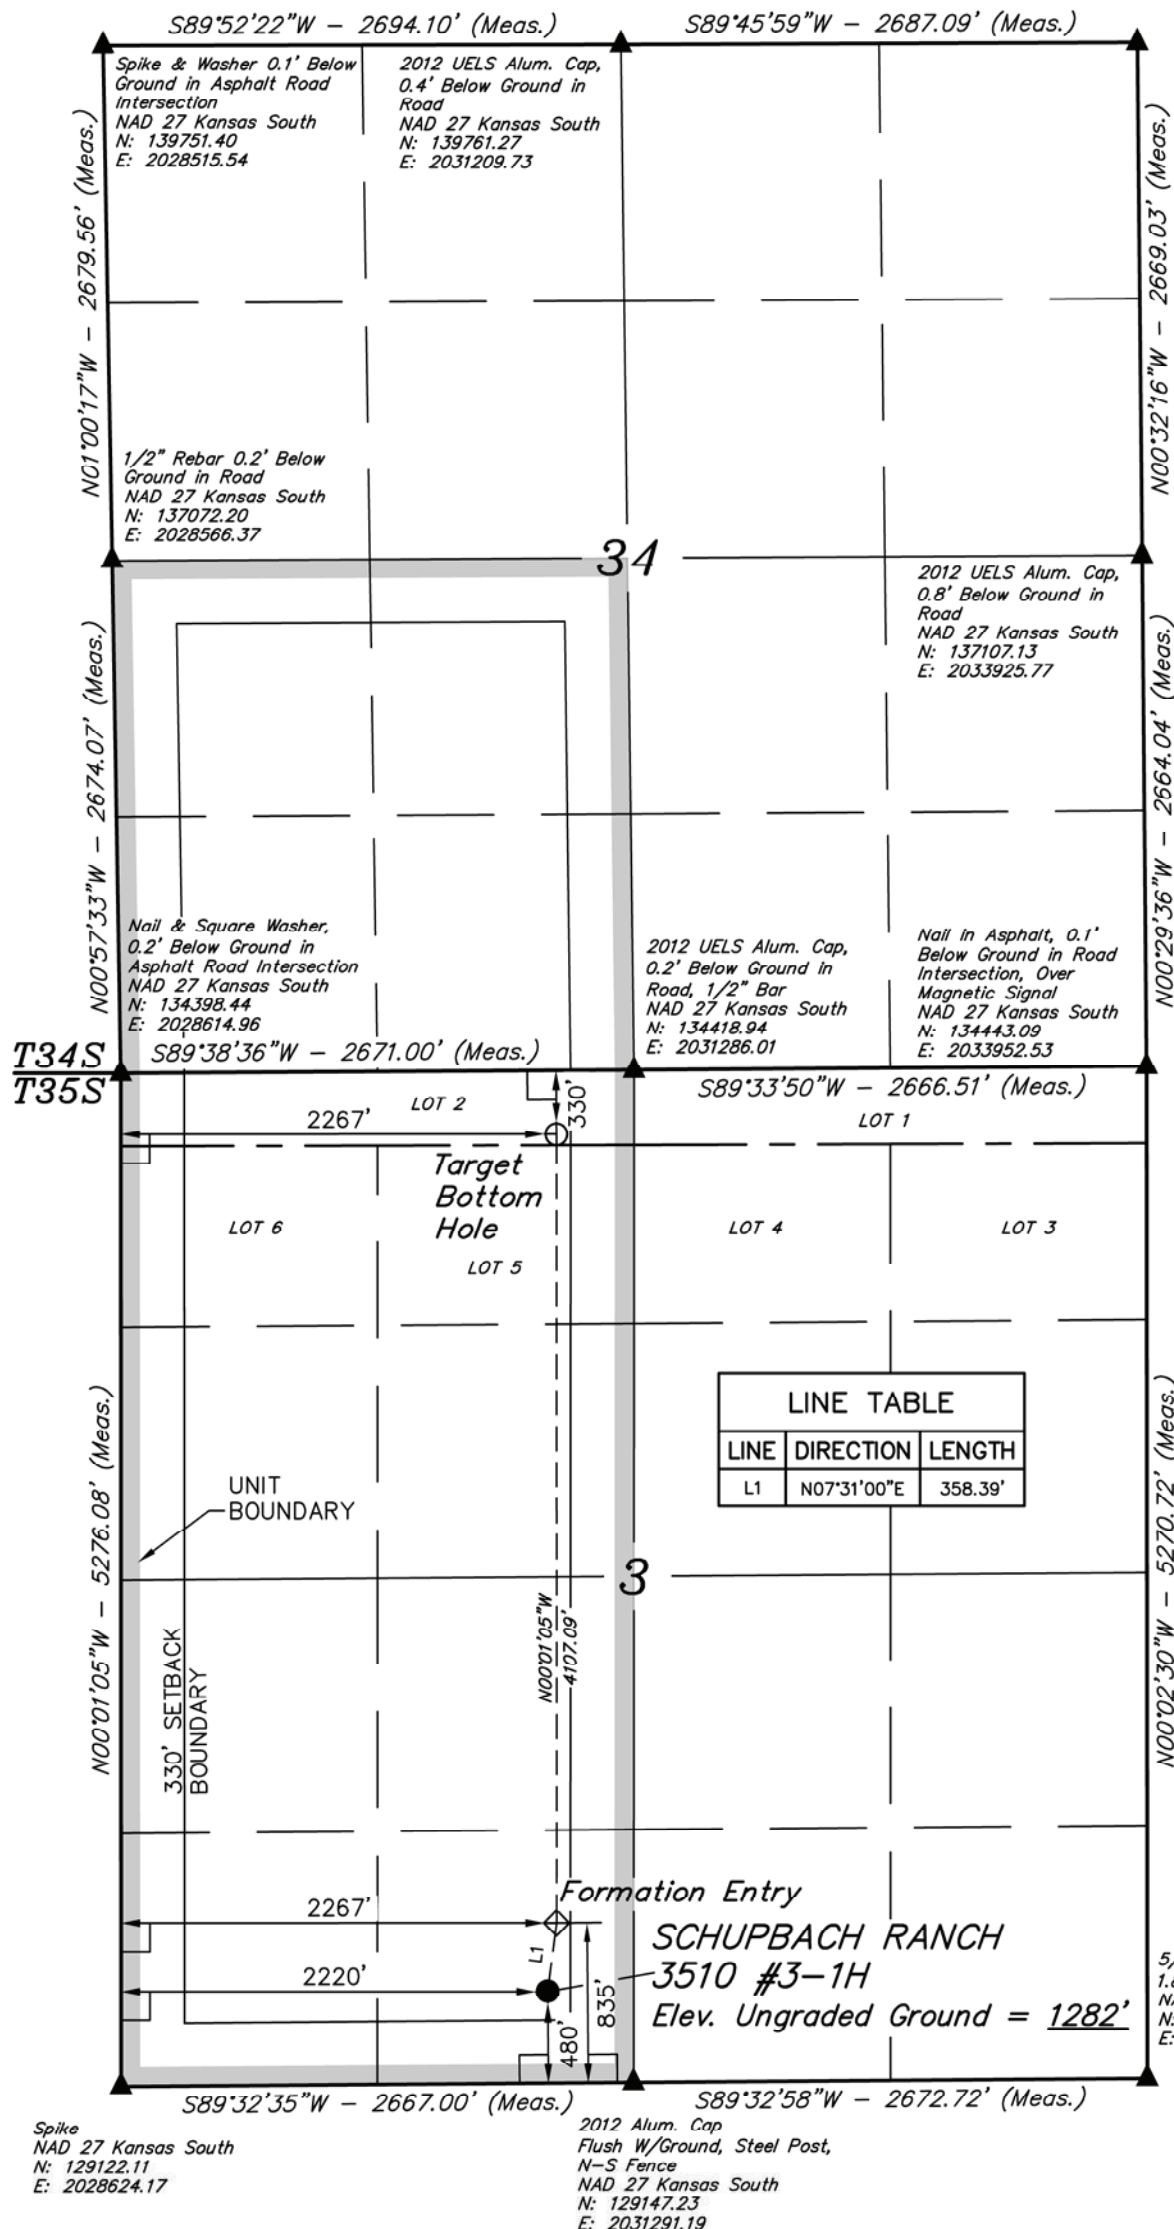 S89°52'22"W - 2694.10' (Meas.)
S89°45'59"W - 2687.09' (Meas.)
Spike & Washer 0.1' Below
Ground in Asphalt Road
Intersection
NAD 27 Kansas South
N: 139751.40
E: 2028515.54
2012 UELS Alum. Cap,
0.4' Below Ground in
Road
NAD 27 Kansas South
N: 139761.27
E: 2031209.73
N01°00'17"W - 2679.56' (Meas.)
N00°32'16"W - 2669.03' (Meas.)
1/2" Rebar 0.2' Below
Ground in Road
NAD 27 Kansas South
N: 137072.20
E: 2028566.37
34
2012 UELS Alum. Cap,
0.8' Below Ground in
Road
NAD 27 Kansas South
N: 137107.13
E: 2033925.77
N00°57'33"W - 2674.07' (Meas.)
N00°29'36"W - 2664.04' (Meas.)
Nail & Square Washer,
0.2' Below Ground in
Asphalt Road Intersection
NAD 27 Kansas South
N: 134398.44
E: 2028614.96
2012 UELS Alum. Cap,
0.2' Below Ground in
Road, 1/2" Bar
NAD 27 Kansas South
N: 134418.94
E: 2031286.01
Nail in Asphalt, 0.1'
Below Ground in Road
Intersection, Over
Magnetic Signal
NAD 27 Kansas South
N: 134443.09
E: 2033952.53
T34S
T35S
S89°38'36"W - 2671.00' (Meas.)
S89°33'50"W - 2666.51' (Meas.)
LOT 2
330'
LOT 1
2267'
Target
Bottom
Hole
LOT 6
LOT 5
LOT 4
LOT 3
LINE TABLE
LINE DIRECTION LENGTH
L1 N07°31'00"E 358.39'
UNIT
BOUNDARY
N00°01'05"W - 5276.08' (Meas.)
N00°02'30"W - 5270.72' (Meas.)
3
330' SETBACK
BOUNDARY
N00°01'05"W
4107.09'
Formation Entry
2267'
L1
SCHUPBACH RANCH
3510 #3-1H
Elev. Ungraded Ground = 1282'
2220'
835'
480'
5/
N:
E:
S89°32'35"W - 2667.00' (Meas.)
S89°32'58"W - 2672.72' (Meas.)
Spike
NAD 27 Kansas South
N: 129122.11
E: 2028624.17
2012 Alum. Cap
Flush W/Ground, Steel Post,
N-S Fence
NAD 27 Kansas South
N: 129147.23
E: 2031291.19